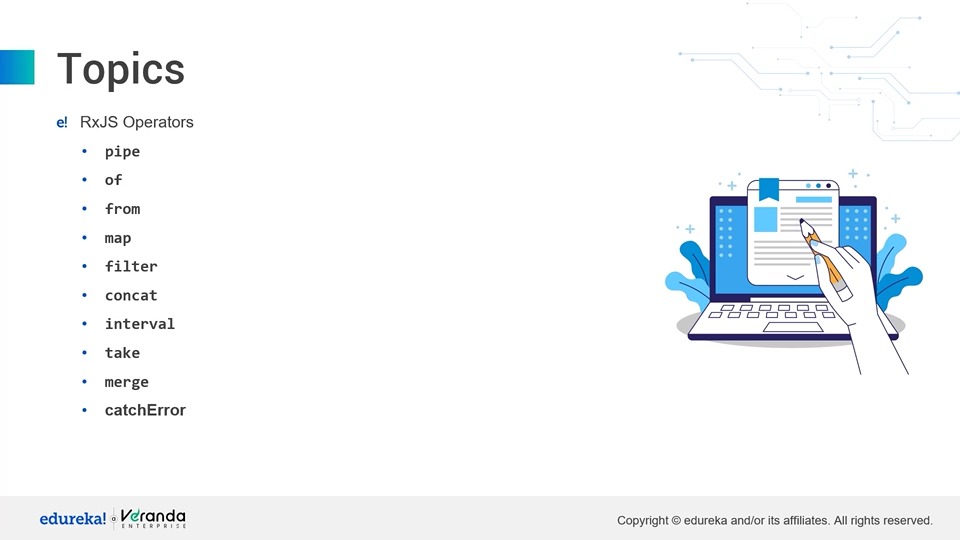 Topics
e! RxJS Operators
• pipe
• of
• from
• map
• filter
• concat
• interval
• take
• merge
• catchError
edureka! Veranda
ENTERPRISE
Copyright © edureka and/or its affiliates. All rights reserved.